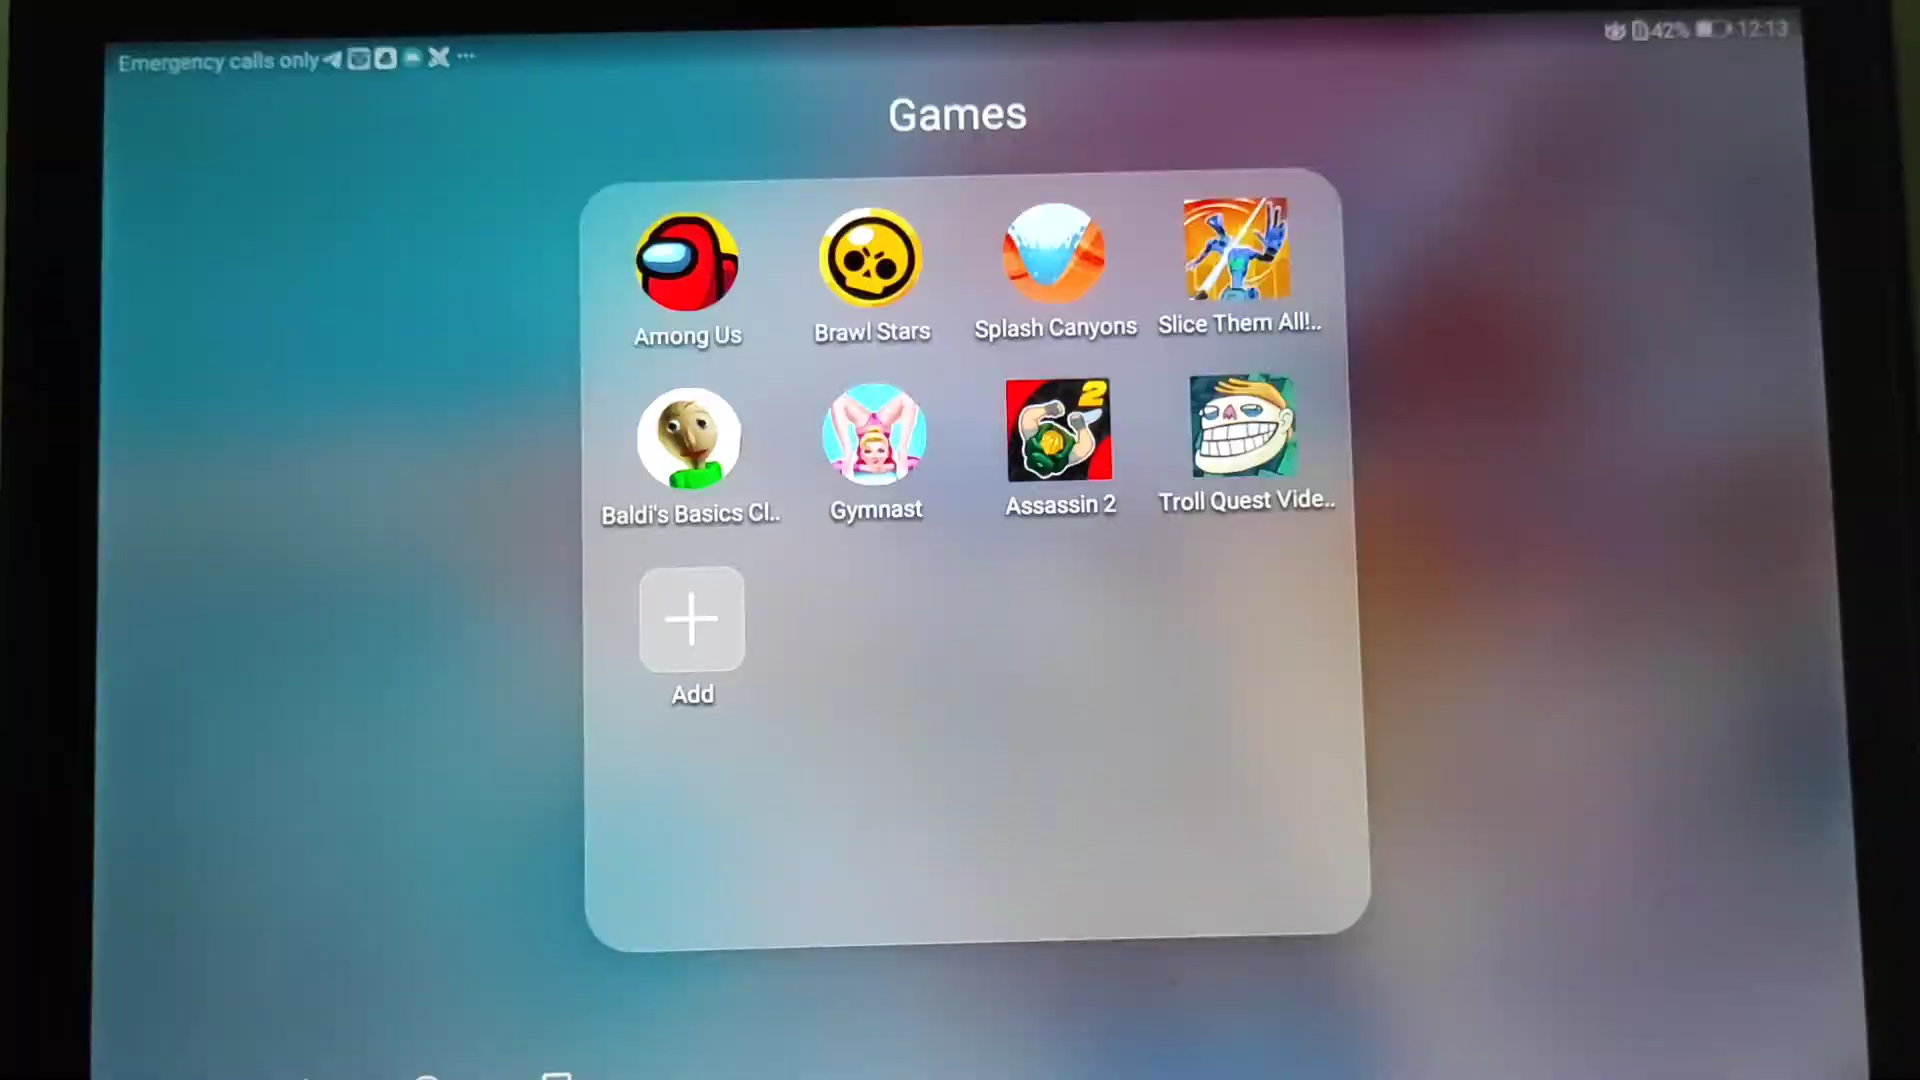 Emergency calls only
42% 12:13
Games
Among Us
Brawl Stars
Splash Canyons
Slice Them All!..
2
Baldi's Basics Cl..
Gymnast
Assassin 2
Troll Quest Vide..
Add